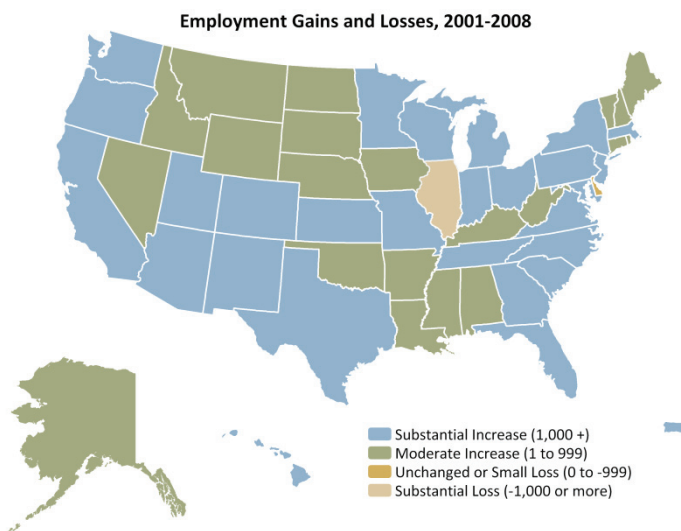 Employment Gains and Losses, 2001-2008
Substantial Increase (1,000 +)
Moderate Increase (1 to 999)
Unchanged or Small Loss (0 to -999)
Substantial Loss (-1,000 or more)